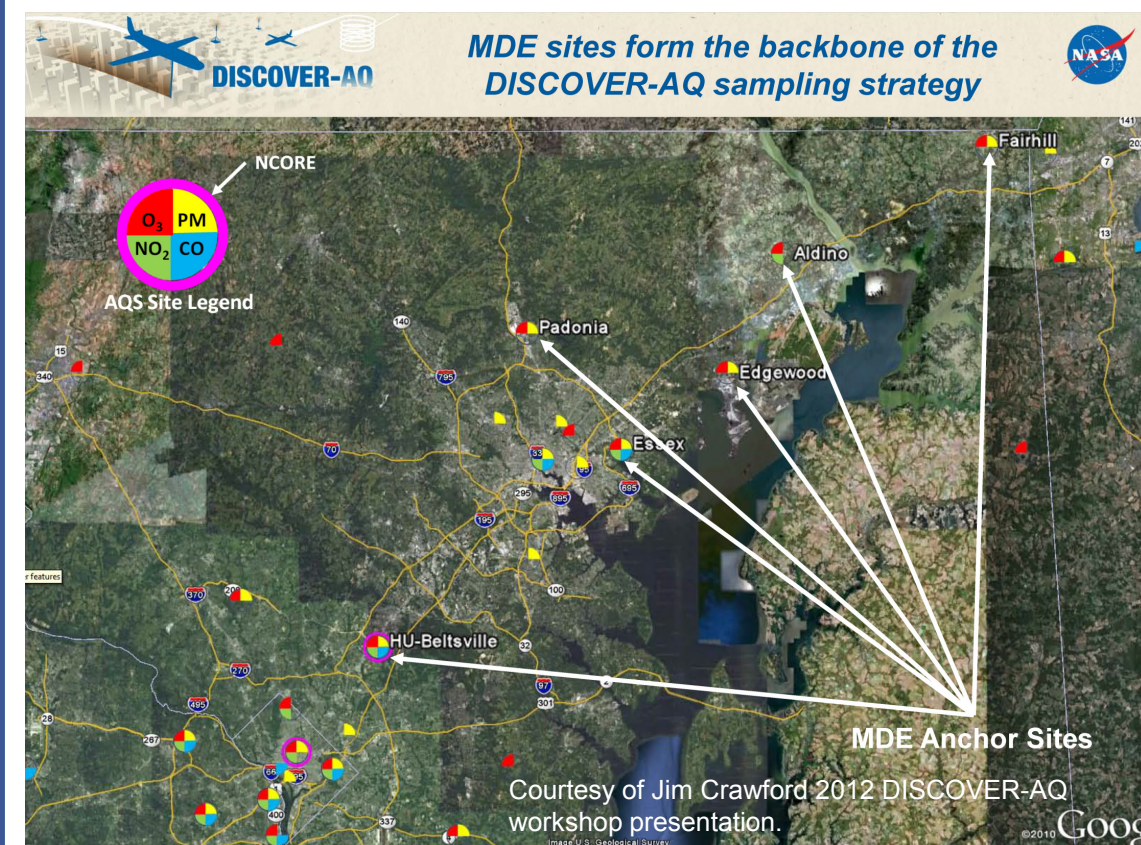 DISCOVER-AQ
MDE sites form the backbone of the
DISCOVER-AQ sampling strategy
NASA
NCORE
O₃ PM
NO₂ CO
AQS Site Legend
Fairhill
141
7
13
Aldino
Padonia
140
15
340
795
Edgewood
70
Essex
695
295
895
195
er features
370
100
HU-Beltsville
32
270
97
2
301
495
28
267
MDE Anchor Sites
66
400
337
Courtesy of Jim Crawford 2012 DISCOVER-AQ
workshop presentation.
Image U.S. Geological Survey
©2010 Goog